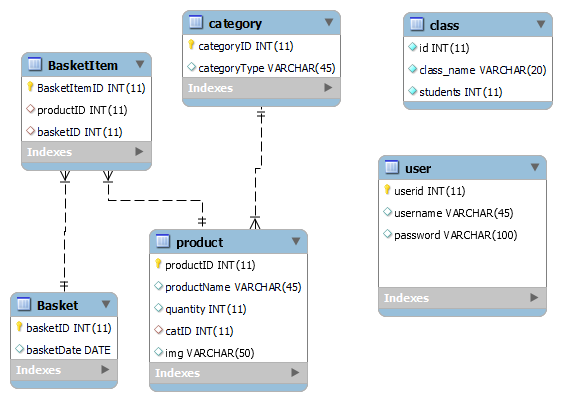 category
categoryID INT(11)
categoryType VARCHAR(45)
Indexes
class
id INT(11)
class_name VARCHAR(20)
students INT(11)
BasketItem
BasketItemID INT(11)
productID INT(11)
basketID INT(11)
Indexes
user
userid INT(11)
username VARCHAR(45)
password VARCHAR(100)
Indexes
product
productID INT(11)
productName VARCHAR(45)
quantity INT(11)
catID INT(11)
img VARCHAR(50)
Indexes
Basket
basketID INT(11)
basketDate DATE
Indexes